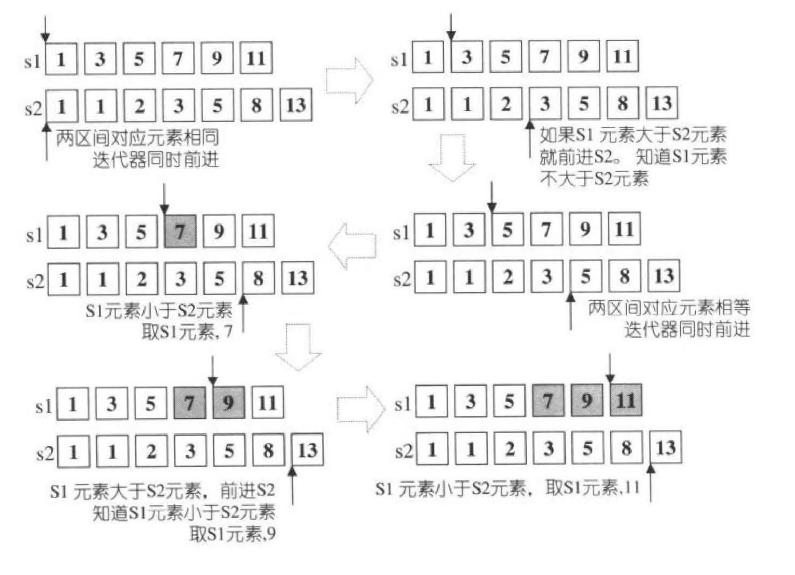 s1 1 3 5 7 9 11
s2 1 1 2 3 5 8 13
两区间对应元素相同
迭代器同时前进
s1 1 3 5 7 9 11
s2 1 1 2 3 5 8 13
如果S1 元素大于S2元素
就前进S2。 知道S1元素
不大于S2元素
s1 1 3 5 7 9 11
s2 1 1 2 3 5 8 13
两区间对应元素相等
迭代器同时前进
s1 1 3 5 7 9 11
s2 1 1 2 3 5 8 13
S1元素小于S2元素
取S1元素, 7
s1 1 3 5 7 9 11
s2 1 1 2 3 5 8 13
S1 元素大于S2元素，前进S2
知道S1元素小于S2元素
取S1元素,9
s1 1 3 5 7 9 11
s2 1 1 2 3 5 8 13
S1 元素小于S2元素，取S1元素,11